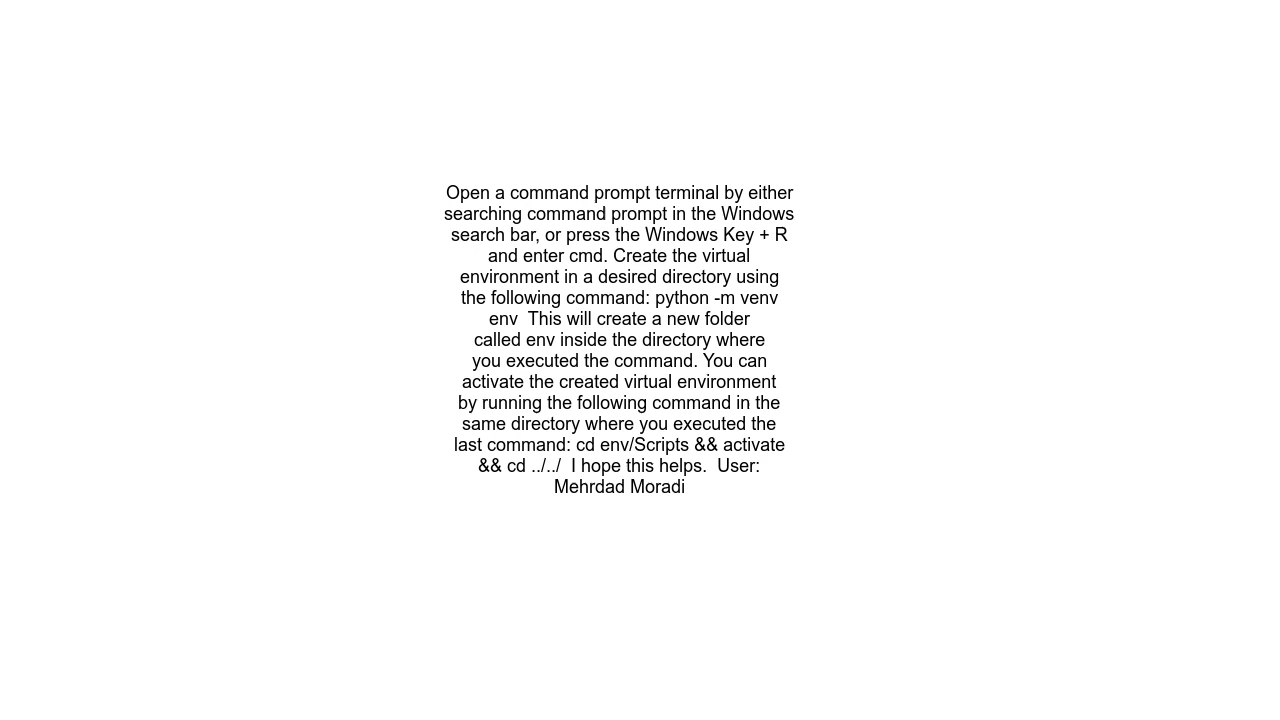 Open a command prompt terminal by either
searching command prompt in the Windows
search bar, or press the Windows Key + R
and enter cmd. Create the virtual
environment in a desired directory using
the following command: python -m venv
env  This will create a new folder
called env inside the directory where
you executed the command. You can
activate the created virtual environment
by running the following command in the
same directory where you executed the
last command: cd env/Scripts && activate
&& cd ../../  I hope this helps.  User:
Mehrdad Moradi